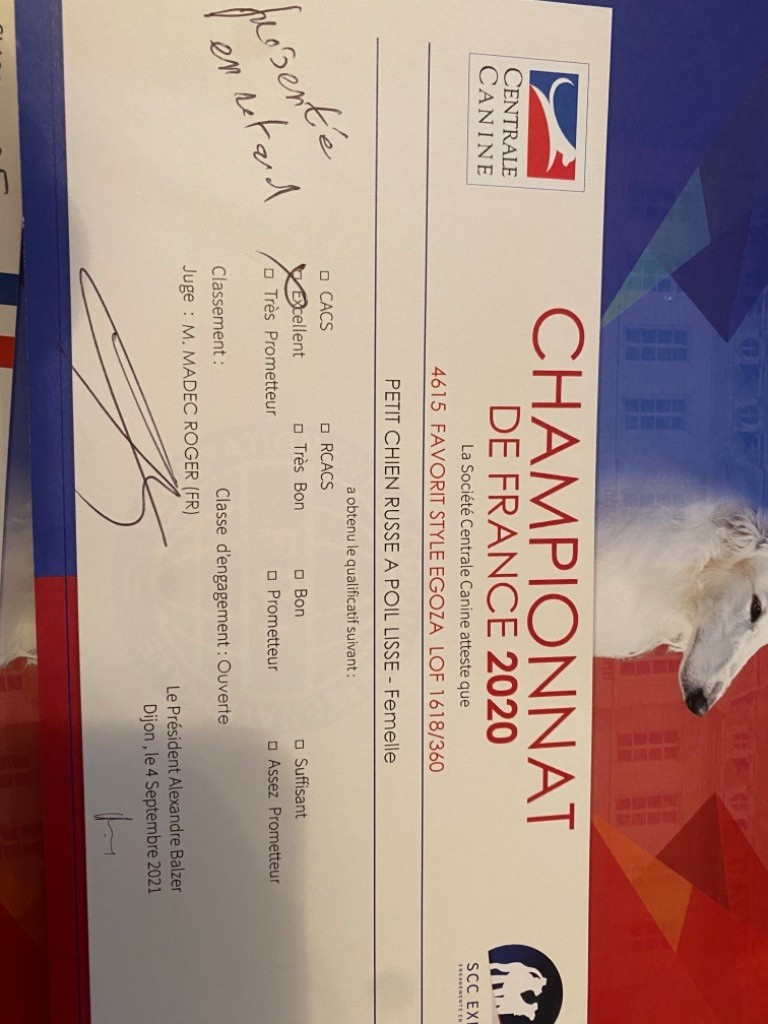 CENTRALE
CANINE
CHAMPIONNAT
DE FRANCE 2020
SCC EX
La Société Centrale Canine atteste que
4615 FAVORIT STYLE EGOZA LOF 1618/360
PETIT CHIEN RUSSE A POIL LISSE - Femelle
a obtenu le qualificatif suivant :
présentée
en retard
□ CACS □ RCACS
□ Excellent □ Très Bon □ Bon □ Suffisant
□ Très Prometteur □ Prometteur □ Assez Prometteur
Classement : Classe d'engagement : Ouverte
Juge : M. MADEC ROGER (FR)
Le Président Alexandre Balzer
Dijon , le 4 Septembre 2021